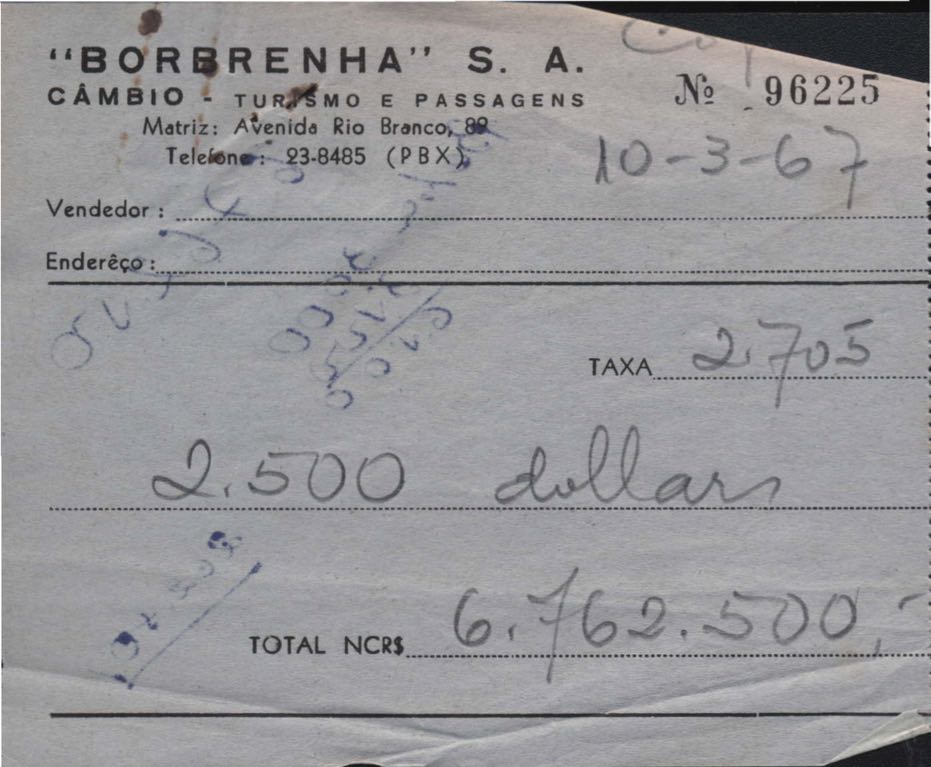 "BORBRENHA" S. A.
CÂMBIO - TURISMO E PASSAGENS
Nº 96225
Matriz: Avenida Rio Branco, 89
Telefone: 23-8485 (PBX)
10-3-67
Vendedor:
Enderêço:
TAXA 2.705
2.500 dollars
TOTAL NCR$ 6.762.500,-